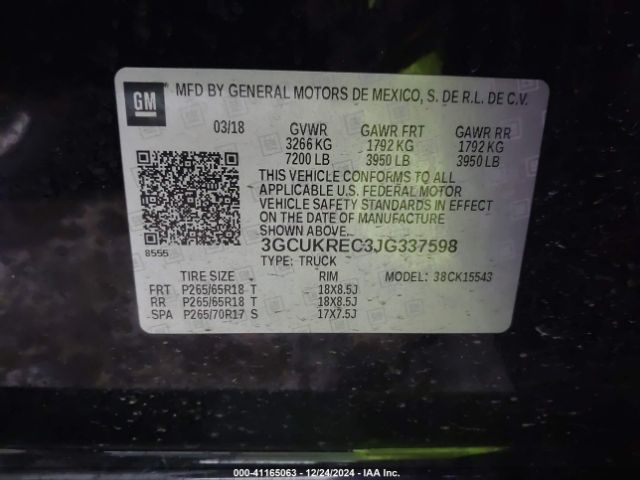 GM
MFD BY GENERAL MOTORS DE MEXICO, S. DE R.L. DE C.V.
03/18 GVWR GAWR FRT GAWR RR
3266 KG 1792 KG 1792 KG
7200 LB 3950 LB 3950 LB
THIS VEHICLE CONFORMS TO ALL
APPLICABLE U.S. FEDERAL MOTOR
VEHICLE SAFETY STANDARDS IN EFFECT
ON THE DATE OF MANUFACTURE
SHOWN ABOVE.
8555
3GCUKREC3JG337598
TYPE: TRUCK
TIRE SIZE RIM MODEL: 38CK15543
FRT P265/65R18 T 18X8.5J
RR P265/65R18 T 18X8.5J
SPA P265/70R17 S 17X7.5J
000-41165063 - 12/24/2024 - IAA Inc.